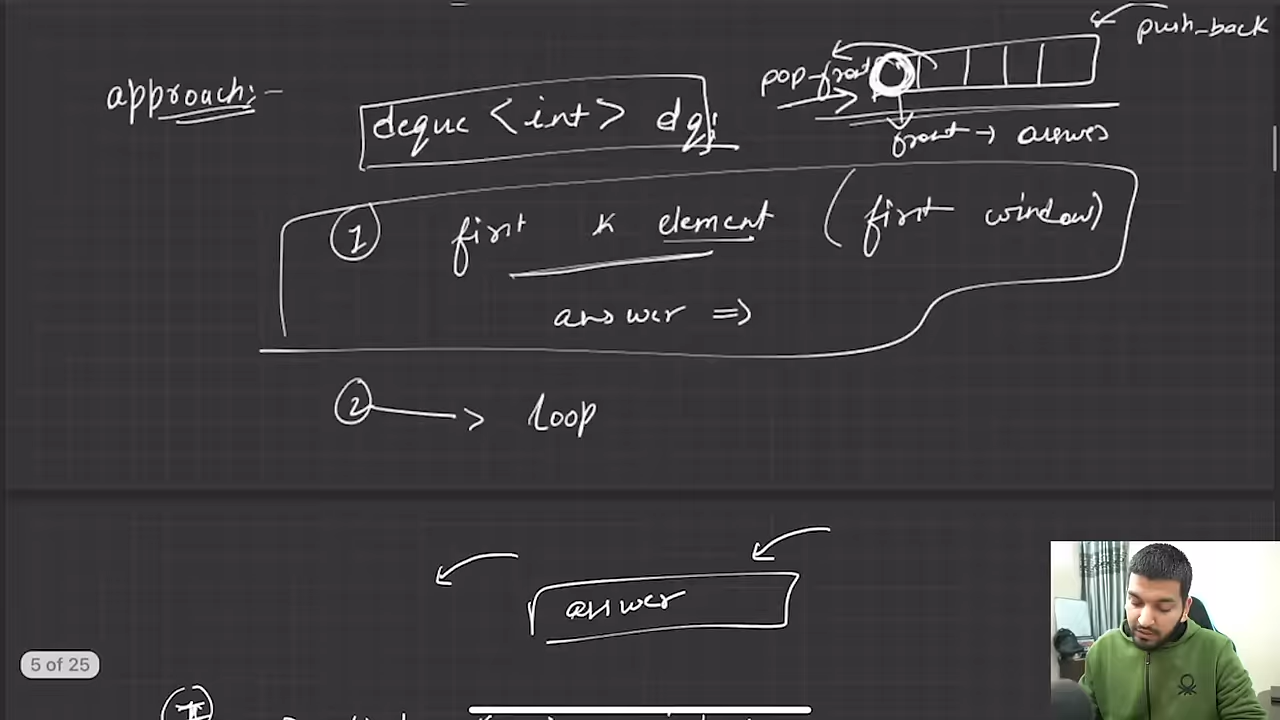 push_back
approach:-
deque <int> dq;
pop-front
front → answer
① first k element (first window)
answer ⇒
② → loop
answer
5 of 25